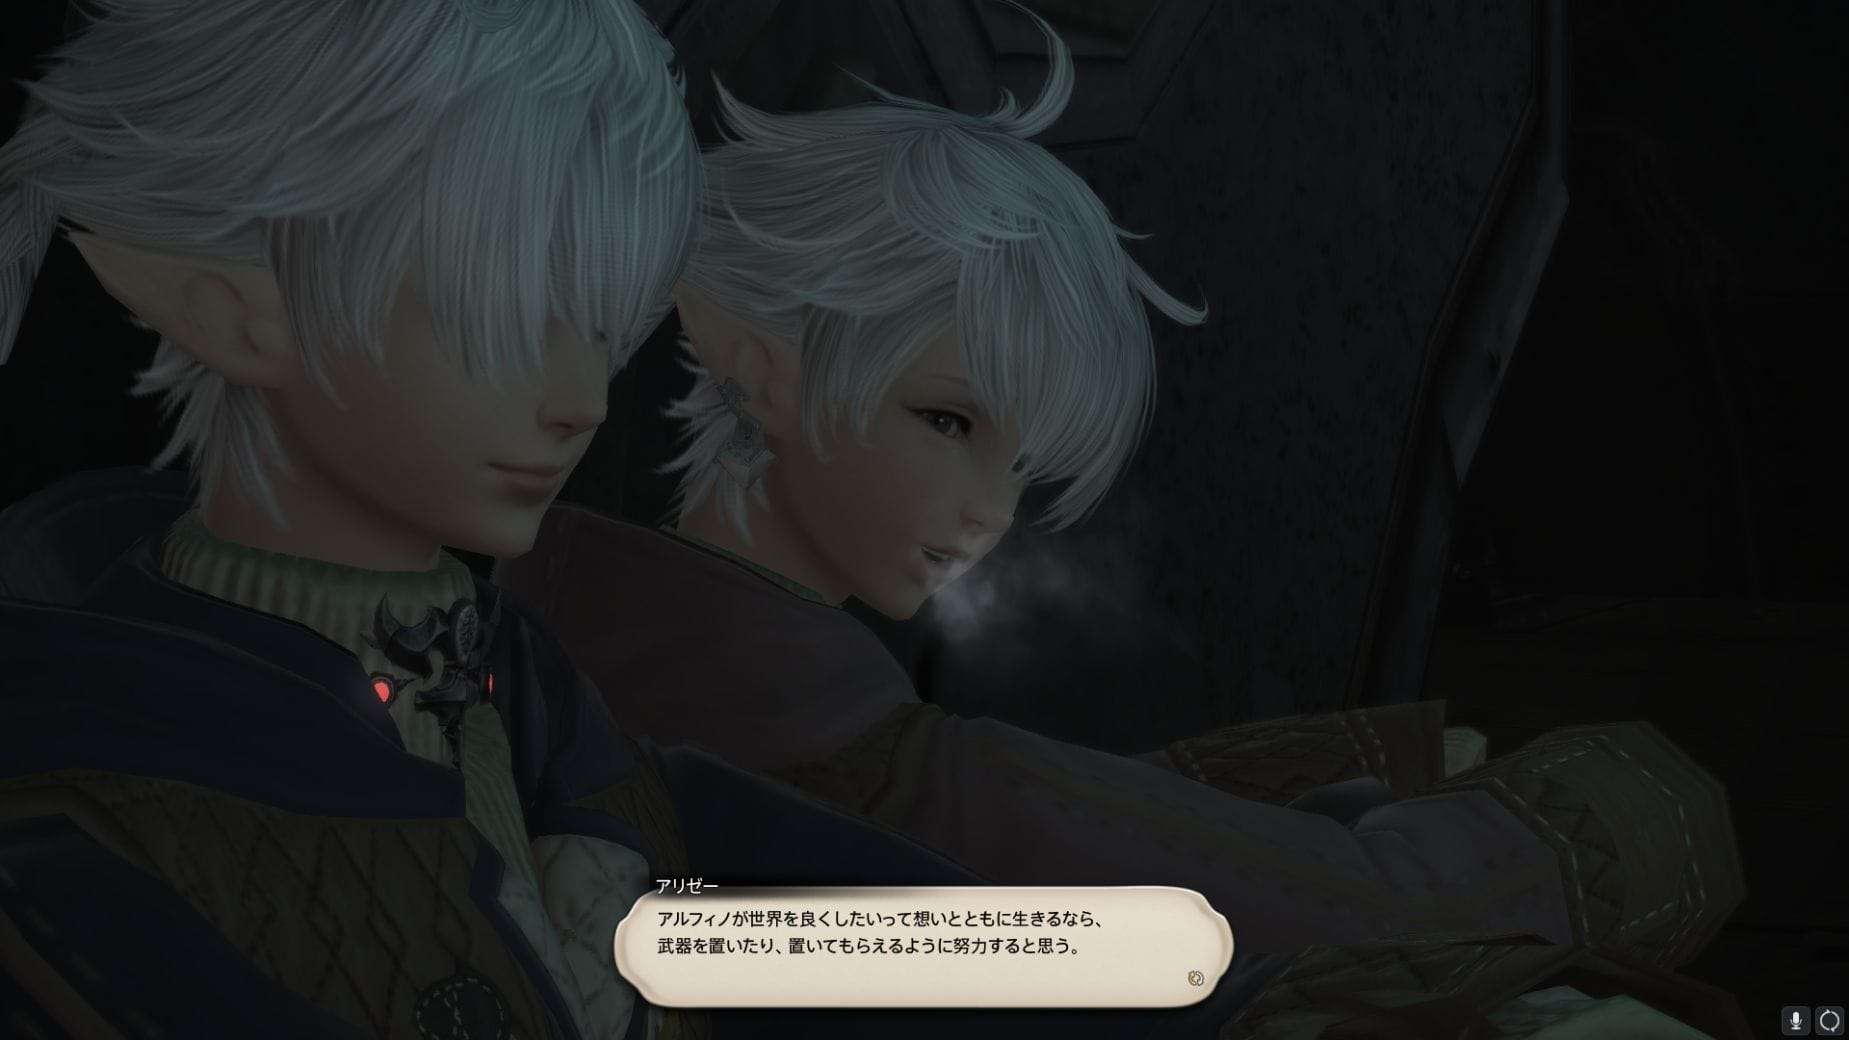 アリゼー
アルフィノが世界を良くしたいって想いとともに生きるなら、
武器を置いたり、置いてもらえるように努力すると思う。